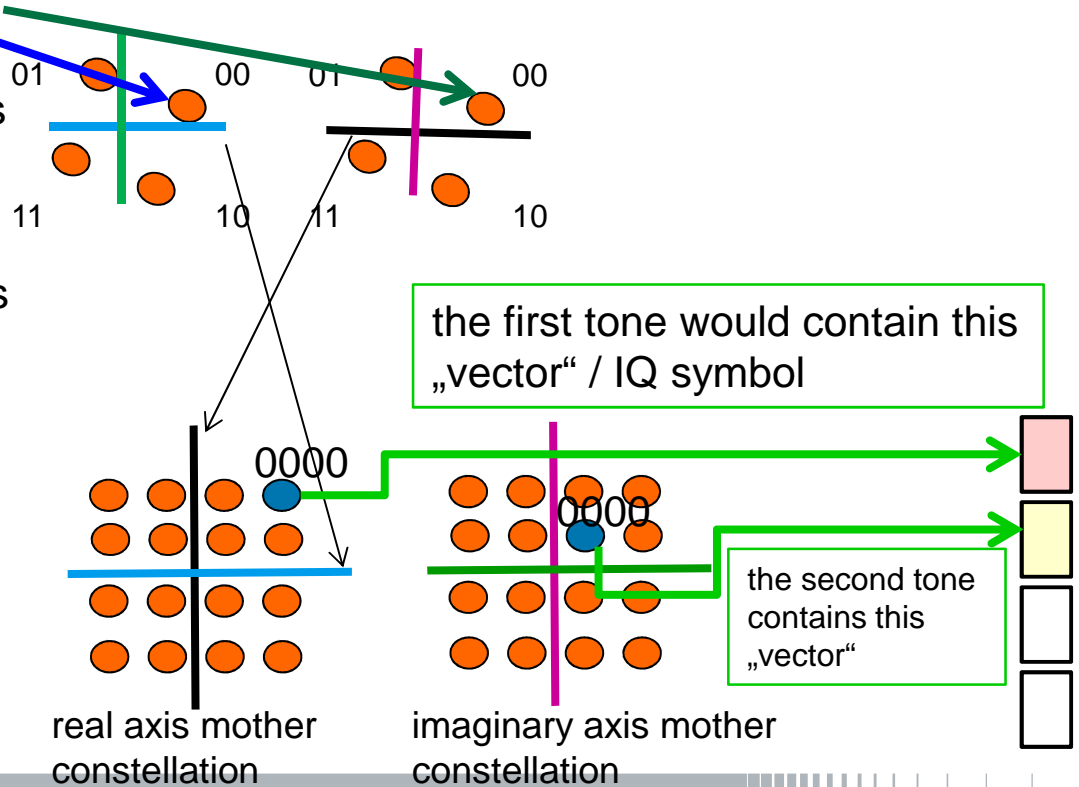 01
00
01
00
s
11
10
11
10
s
the first tone would contain this
„vector“ / IQ symbol
0000
0000
the second tone
contains this
„vector“
real axis mother
constellation
imaginary axis mother
constellation